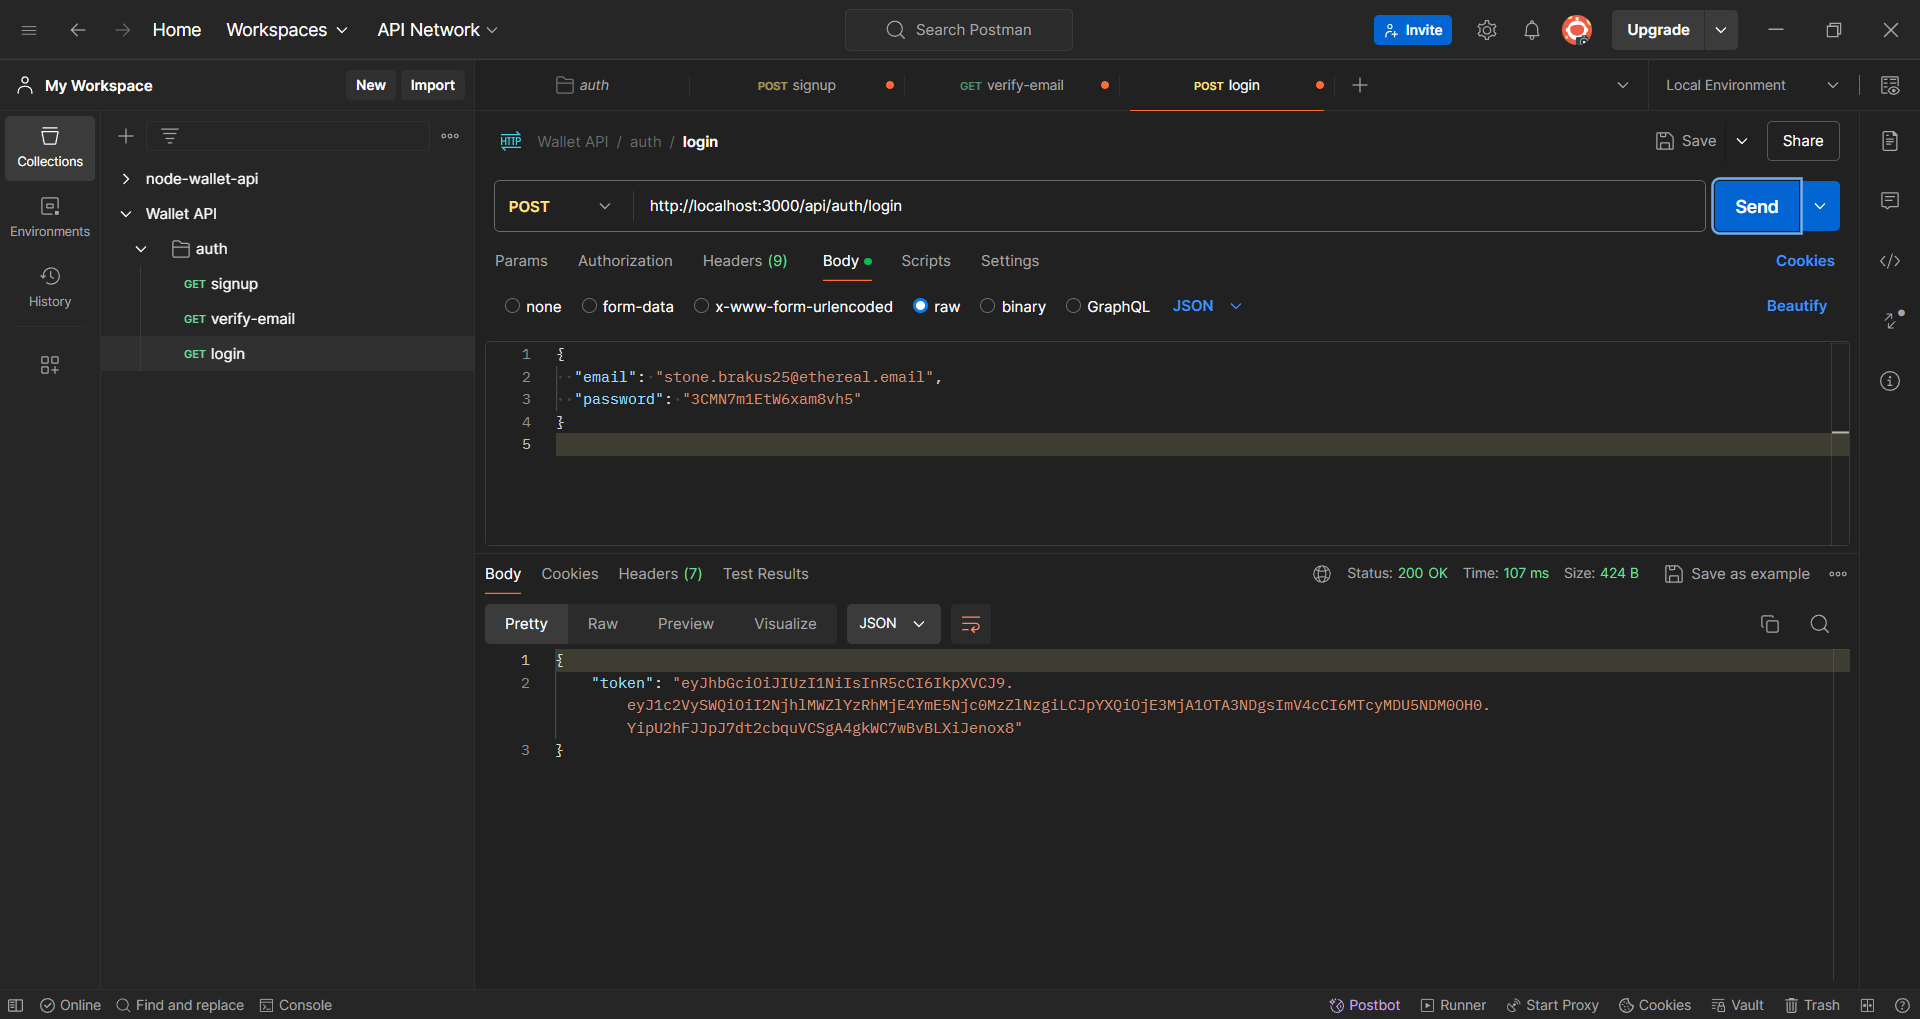 Home Workspaces API Network Search Postman Invite Upgrade
My Workspace New Import auth POST signup GET verify-email POST login Local Environment
Collections
Environments
History
node-wallet-api
Wallet API
auth
GET signup
GET verify-email
GET login
HTTP Wallet API / auth / login Save Share
POST http://localhost:3000/api/auth/login Send
Params Authorization Headers (9) Body Scripts Settings Cookies
none form-data x-www-form-urlencoded raw binary GraphQL JSON Beautify
1 {
2 "email": "stone.brakus25@ethereal.email",
3 "password": "3CMN7m1EtW6xam8vh5"
4 }
5
Body Cookies Headers (7) Test Results Status: 200 OK Time: 107 ms Size: 424 B Save as example
Pretty Raw Preview Visualize JSON
1 {
2 "token": "eyJhbGciOiJIUzI1NiIsInR5cCI6IkpXVCJ9.
eyJ1c2VySWQiOiI2NjhlMWZlYzRhMjE4YmE5Njc0MzZlNzgiLCJpYXQiOjE3MjA1OTA3NDgsImV4cCI6MTcyMDU5NDM0OH0.
YipU2hFJJpJ7dt2cbquVCSgA4gkWC7wBvBLXiJenox8"
3 }
Online Find and replace Console Postbot Runner Start Proxy Cookies Vault Trash